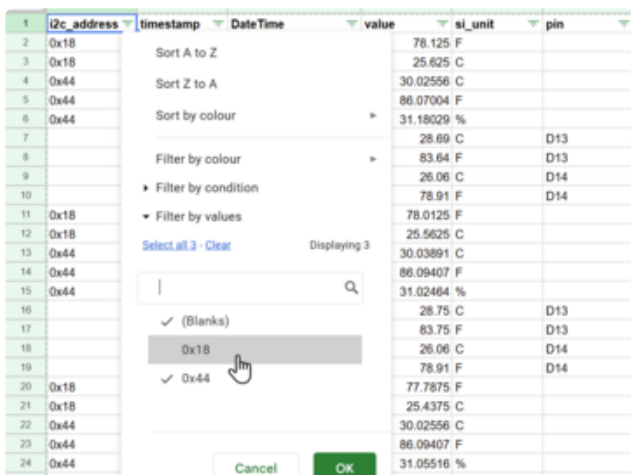 1 i2c_address timestamp DateTime value si_unit pin
2 0x18 78.125 F
3 0x18 25.625 C
4 0x44 30.02556 C
5 0x44 86.07004 F
6 0x44 31.18029 %
7 28.69 C D13
8 83.64 F D13
9 26.06 C D14
10 78.91 F D14
11 0x18 78.0125 F
12 0x18 25.5625 C
13 0x44 30.03891 C
14 0x44 86.09407 F
15 0x44 31.02464 %
16 28.75 C D13
17 83.75 F D13
18 26.06 C D14
19 78.91 F D14
20 0x18 77.7875 F
21 0x18 25.4375 C
22 0x44 30.02556 C
23 0x44 86.09407 F
24 0x44 31.05516 %
Sort A to Z
Sort Z to A
Sort by colour
Filter by colour
Filter by condition
Filter by values
Select all 3 - Clear Displaying 3
(Blanks)
0x18
0x44
Cancel OK